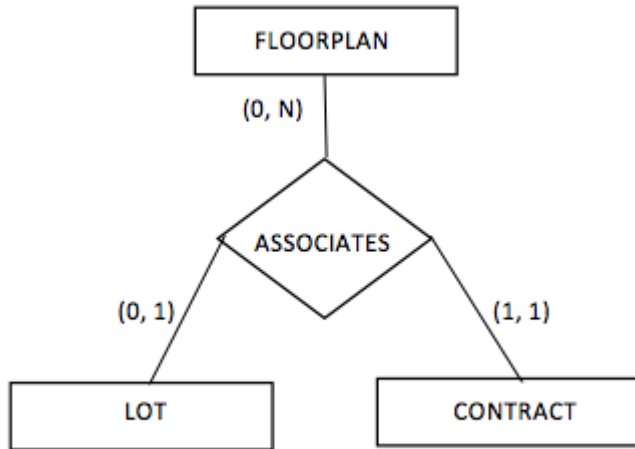 FLOORPLAN
(0, N)
ASSOCIATES
(0, 1)
(1, 1)
LOT
CONTRACT